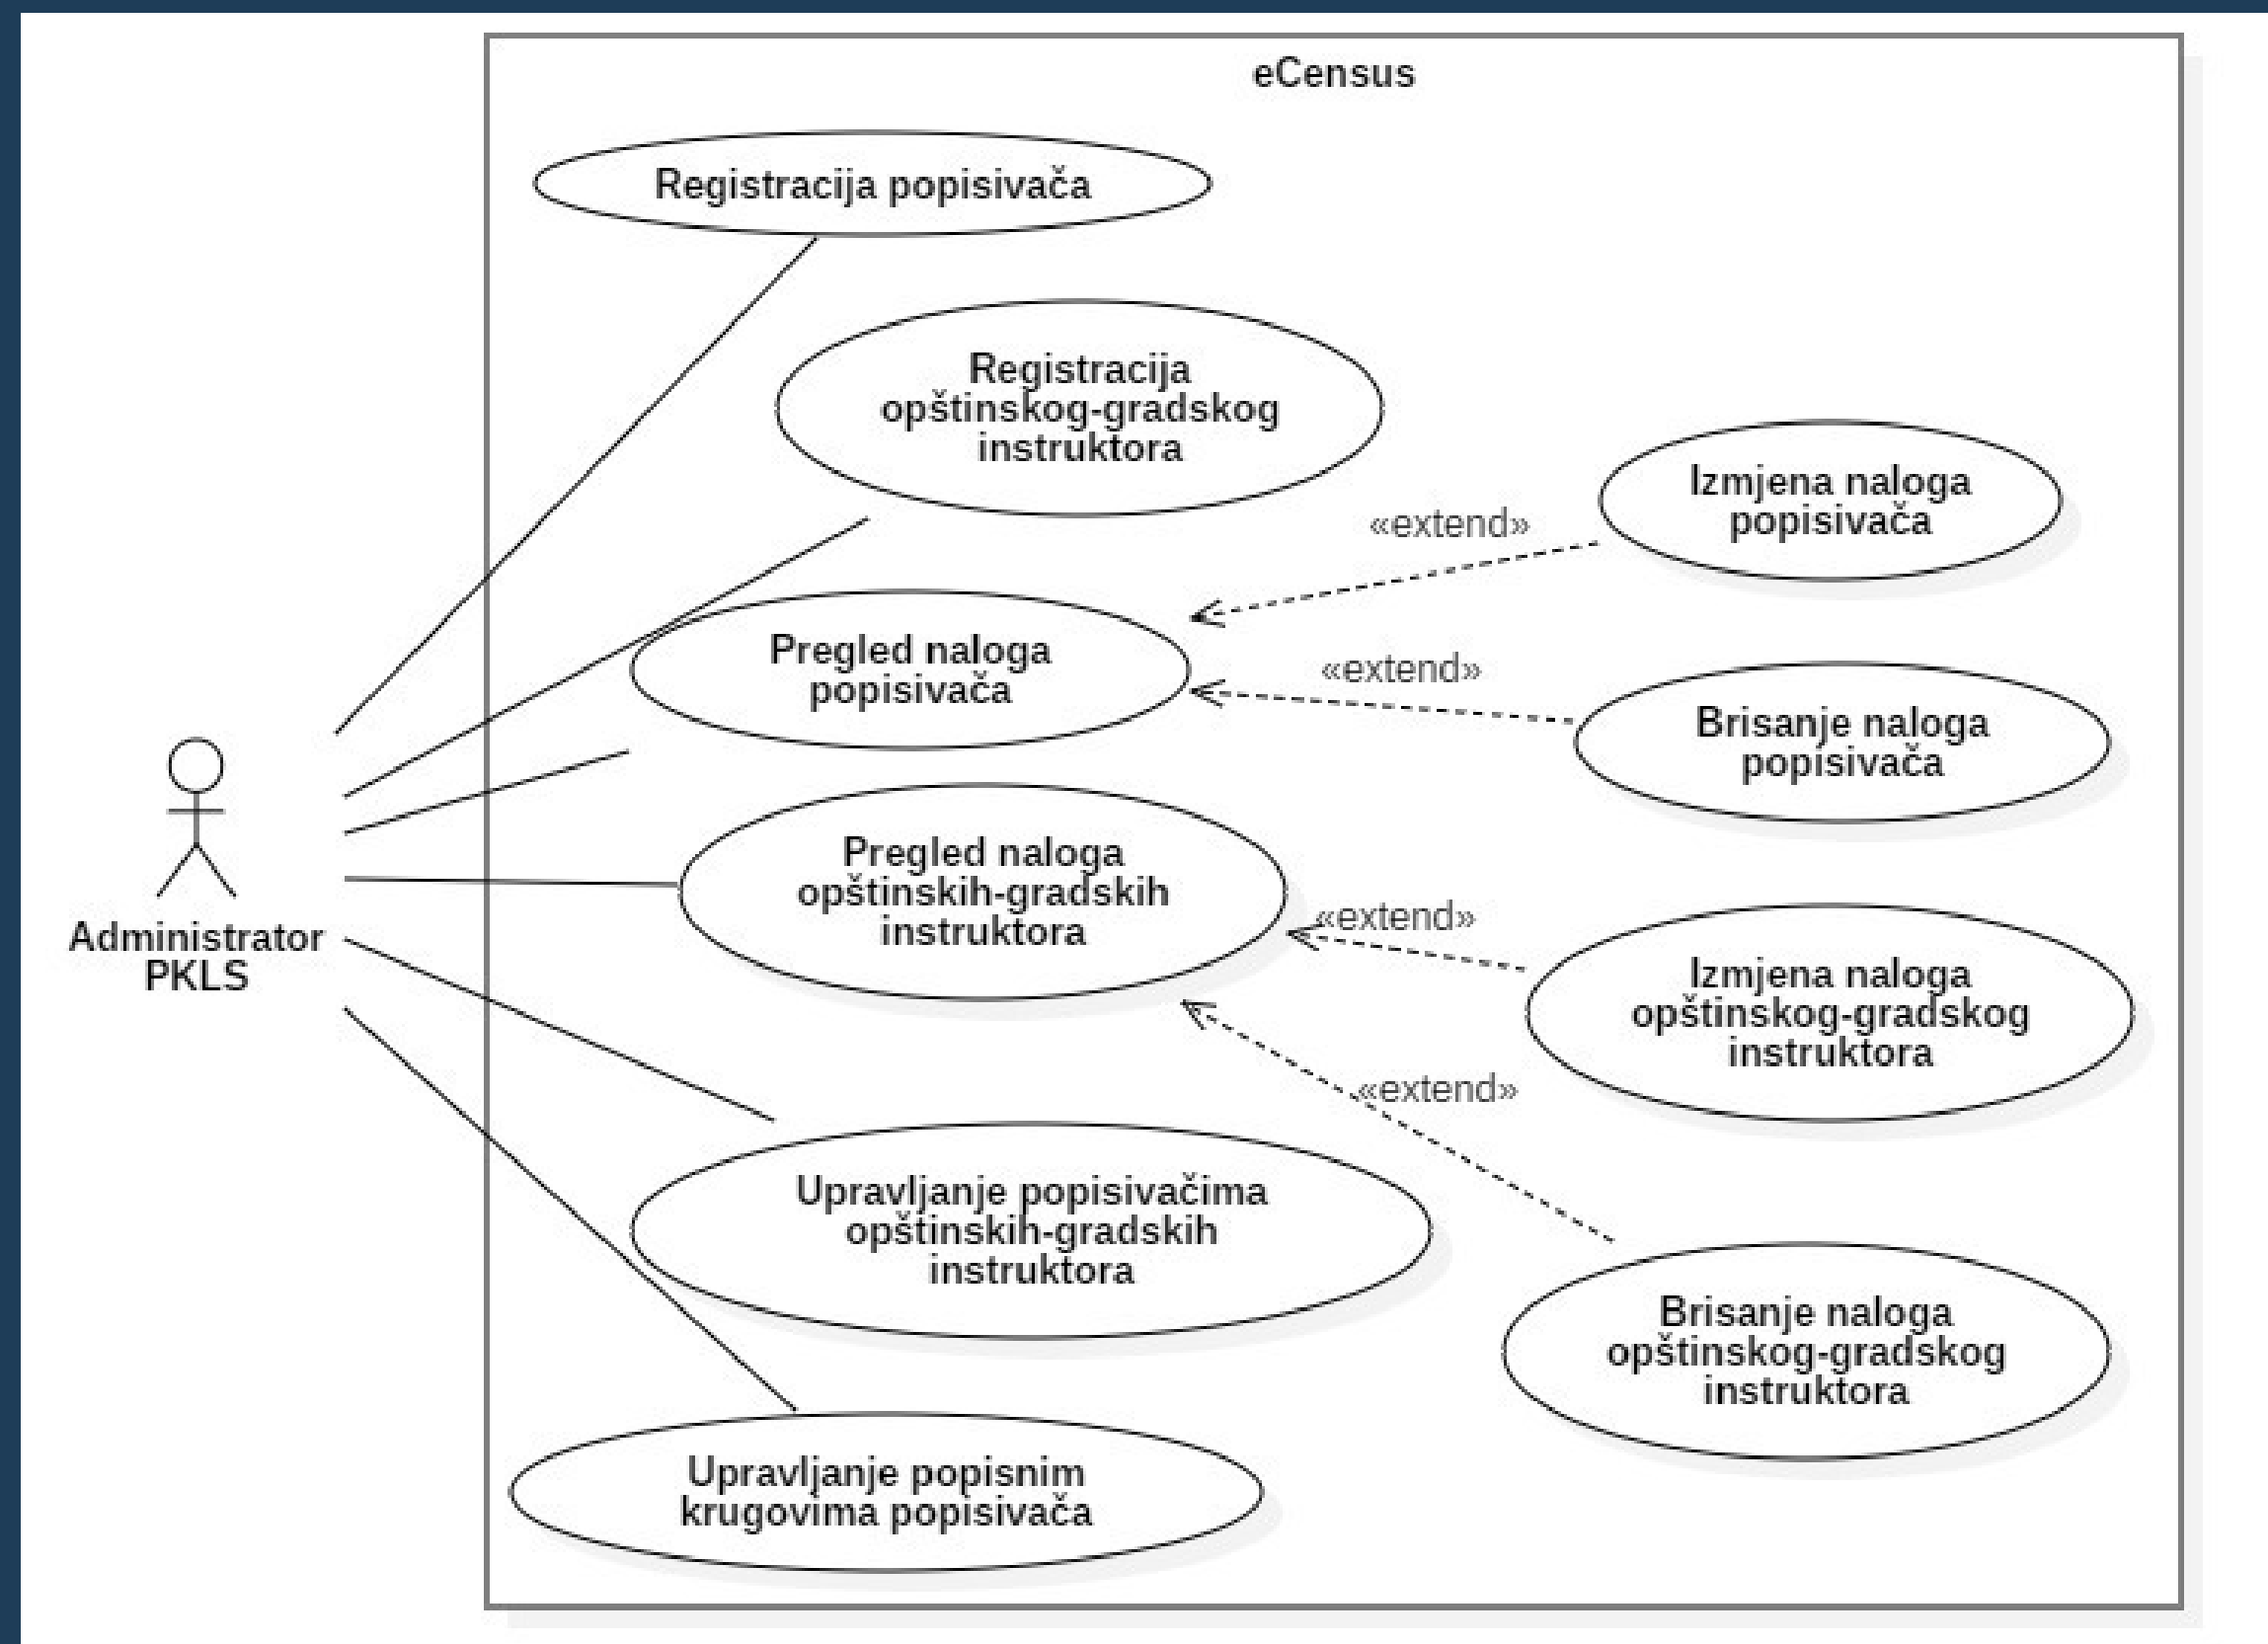 eCensus
Registracija popisivača
Registracija
opštinskog-gradskog
instruktora
Izmjena naloga
popisivača
«extend»
Pregled naloga
popisivača
«extend»
Brisanje naloga
popisivača
Pregled naloga
opštinskih-gradskih
instruktora
Administrator
PKLS
«extend»
Izmjena naloga
opštinskog-gradskog
instruktora
«extend»
Upravljanje popisivačima
opštinskih-gradskih
instruktora
Brisanje naloga
opštinskog-gradskog
instruktora
Upravljanje popisnim
krugovima popisivača